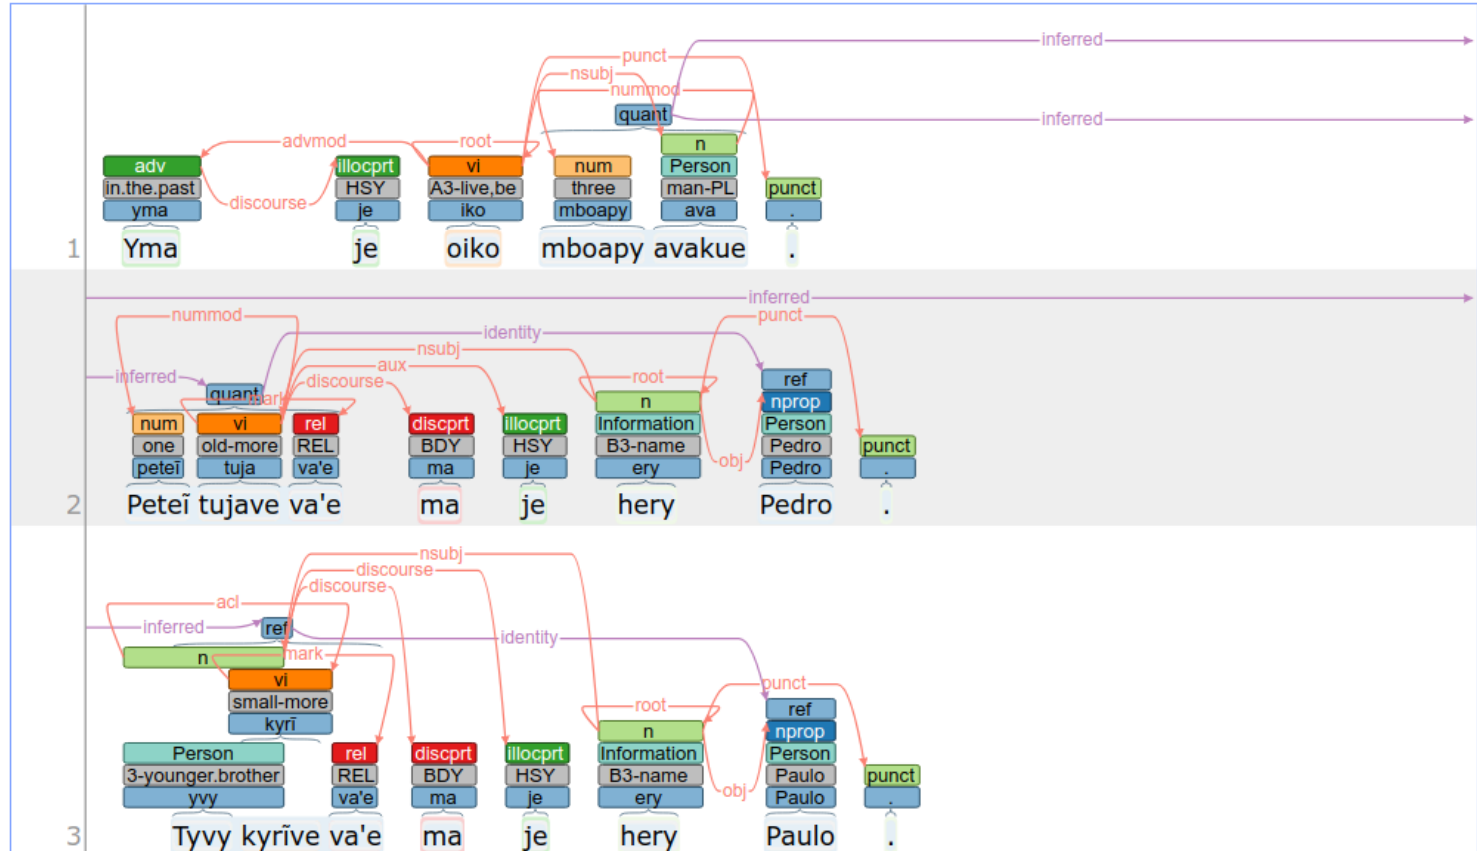 inferred
punct
nsubj
nummod
quant
inferred
advmod root n
adv illocprt vi num Person
in.the.past HSY A3-live,be three man-PL punct
yma discourse je iko mboapy ava .
1 Yma je oiko mboapy avakue .
inferred
nummod punct
identity
nsubj
inferred aux root ref
quant mark discourse n nprop
num vi rel discprt illocprt Information Person
one old-more REL BDY HSY B3-name Pedro punct
peteĩ tuja va'e ma je ery obj Pedro .
2 Peteĩ tujave va'e ma je hery Pedro .
nsubj
discourse
discourse
acl
inferred ref identity
n mark
vi punct
small-more root ref
kyrĩ n nprop
Person rel discprt illocprt Information Person
3-younger.brother REL BDY HSY B3-name Paulo punct
yvy va'e ma je ery obj Paulo .
3 Tyvy kyrĩve va'e ma je hery Paulo .